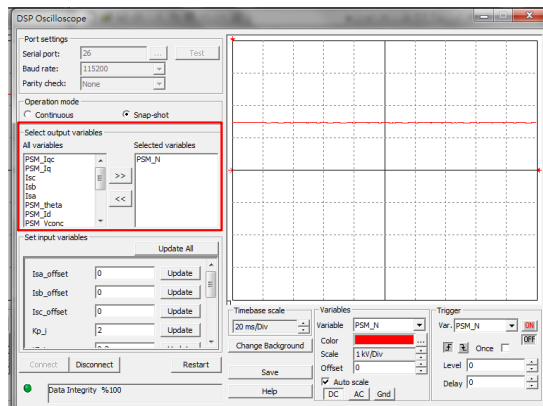 DSP Oscilloscope
Port settings
Serial port: 26 ... Test
Baud rate: 115200
Parity check: None
Operation mode
Continuous Snap-shot
Select output variables
All variables Selected variables
PSM_Iqc PSM_N
PSM_Iq
Isc >>
Isb
Isa <<
PSM_theta
PSM_Id
PSM_Vconc
Set input variables
Update All
Isa_offset 0 Update
Isb_offset 0 Update
Isc_offset 0 Update
Kp_i 2 Update
Connect Disconnect Restart
Data Integrity %100
Timebase scale
20 ms/Div
Change Background
Save
Help
Variables
Variable PSM_N
Color ...
Scale 1 kV/Div
Offset 0
Auto scale
DC AC Gnd
Trigger
Var. PSM_N ON
OFF
Once
Level 0
Delay 0